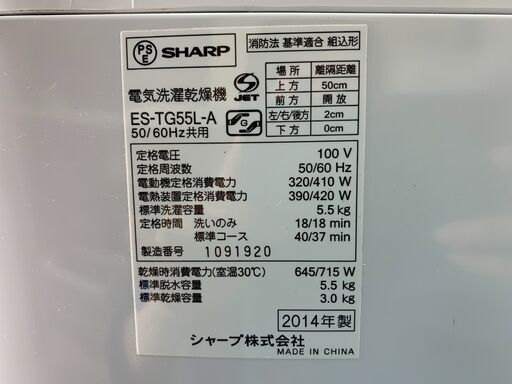 PS
E
SHARP
消防法 基準適合 組込形
場所 離隔距離
上方 50cm
前方 開放
左/右/後方 2cm
下方 0cm
電気洗濯乾燥機
S
JET
ES-TG55L-A
50/60Hz共用
定格電圧 100 V
定格周波数 50/60 Hz
電動機定格消費電力 320/410 W
電熱装置定格消費電力 390/420 W
標準洗濯容量 5.5 kg
定格時間 洗いのみ 18/18 min
標準コース 40/37 min
製造番号 1091920
乾燥時消費電力(室温30℃) 645/715 W
標準脱水容量 5.5 kg
標準乾燥容量 3.0 kg
2014年製
シャープ株式会社
MADE IN CHINA